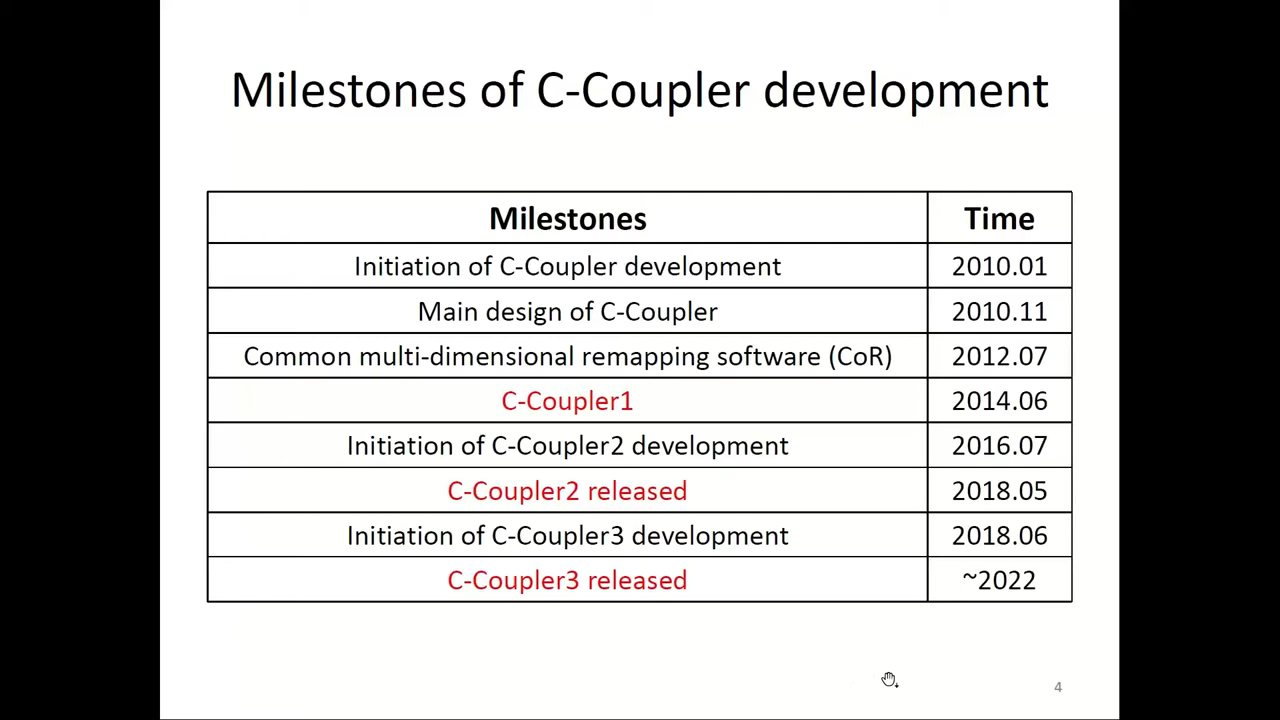 Milestones of C-Coupler development
Milestones Time
Initiation of C-Coupler development 2010.01
Main design of C-Coupler 2010.11
Common multi-dimensional remapping software (CoR) 2012.07
C-Coupler1 2014.06
Initiation of C-Coupler2 development 2016.07
C-Coupler2 released 2018.05
Initiation of C-Coupler3 development 2018.06
C-Coupler3 released ~2022
4